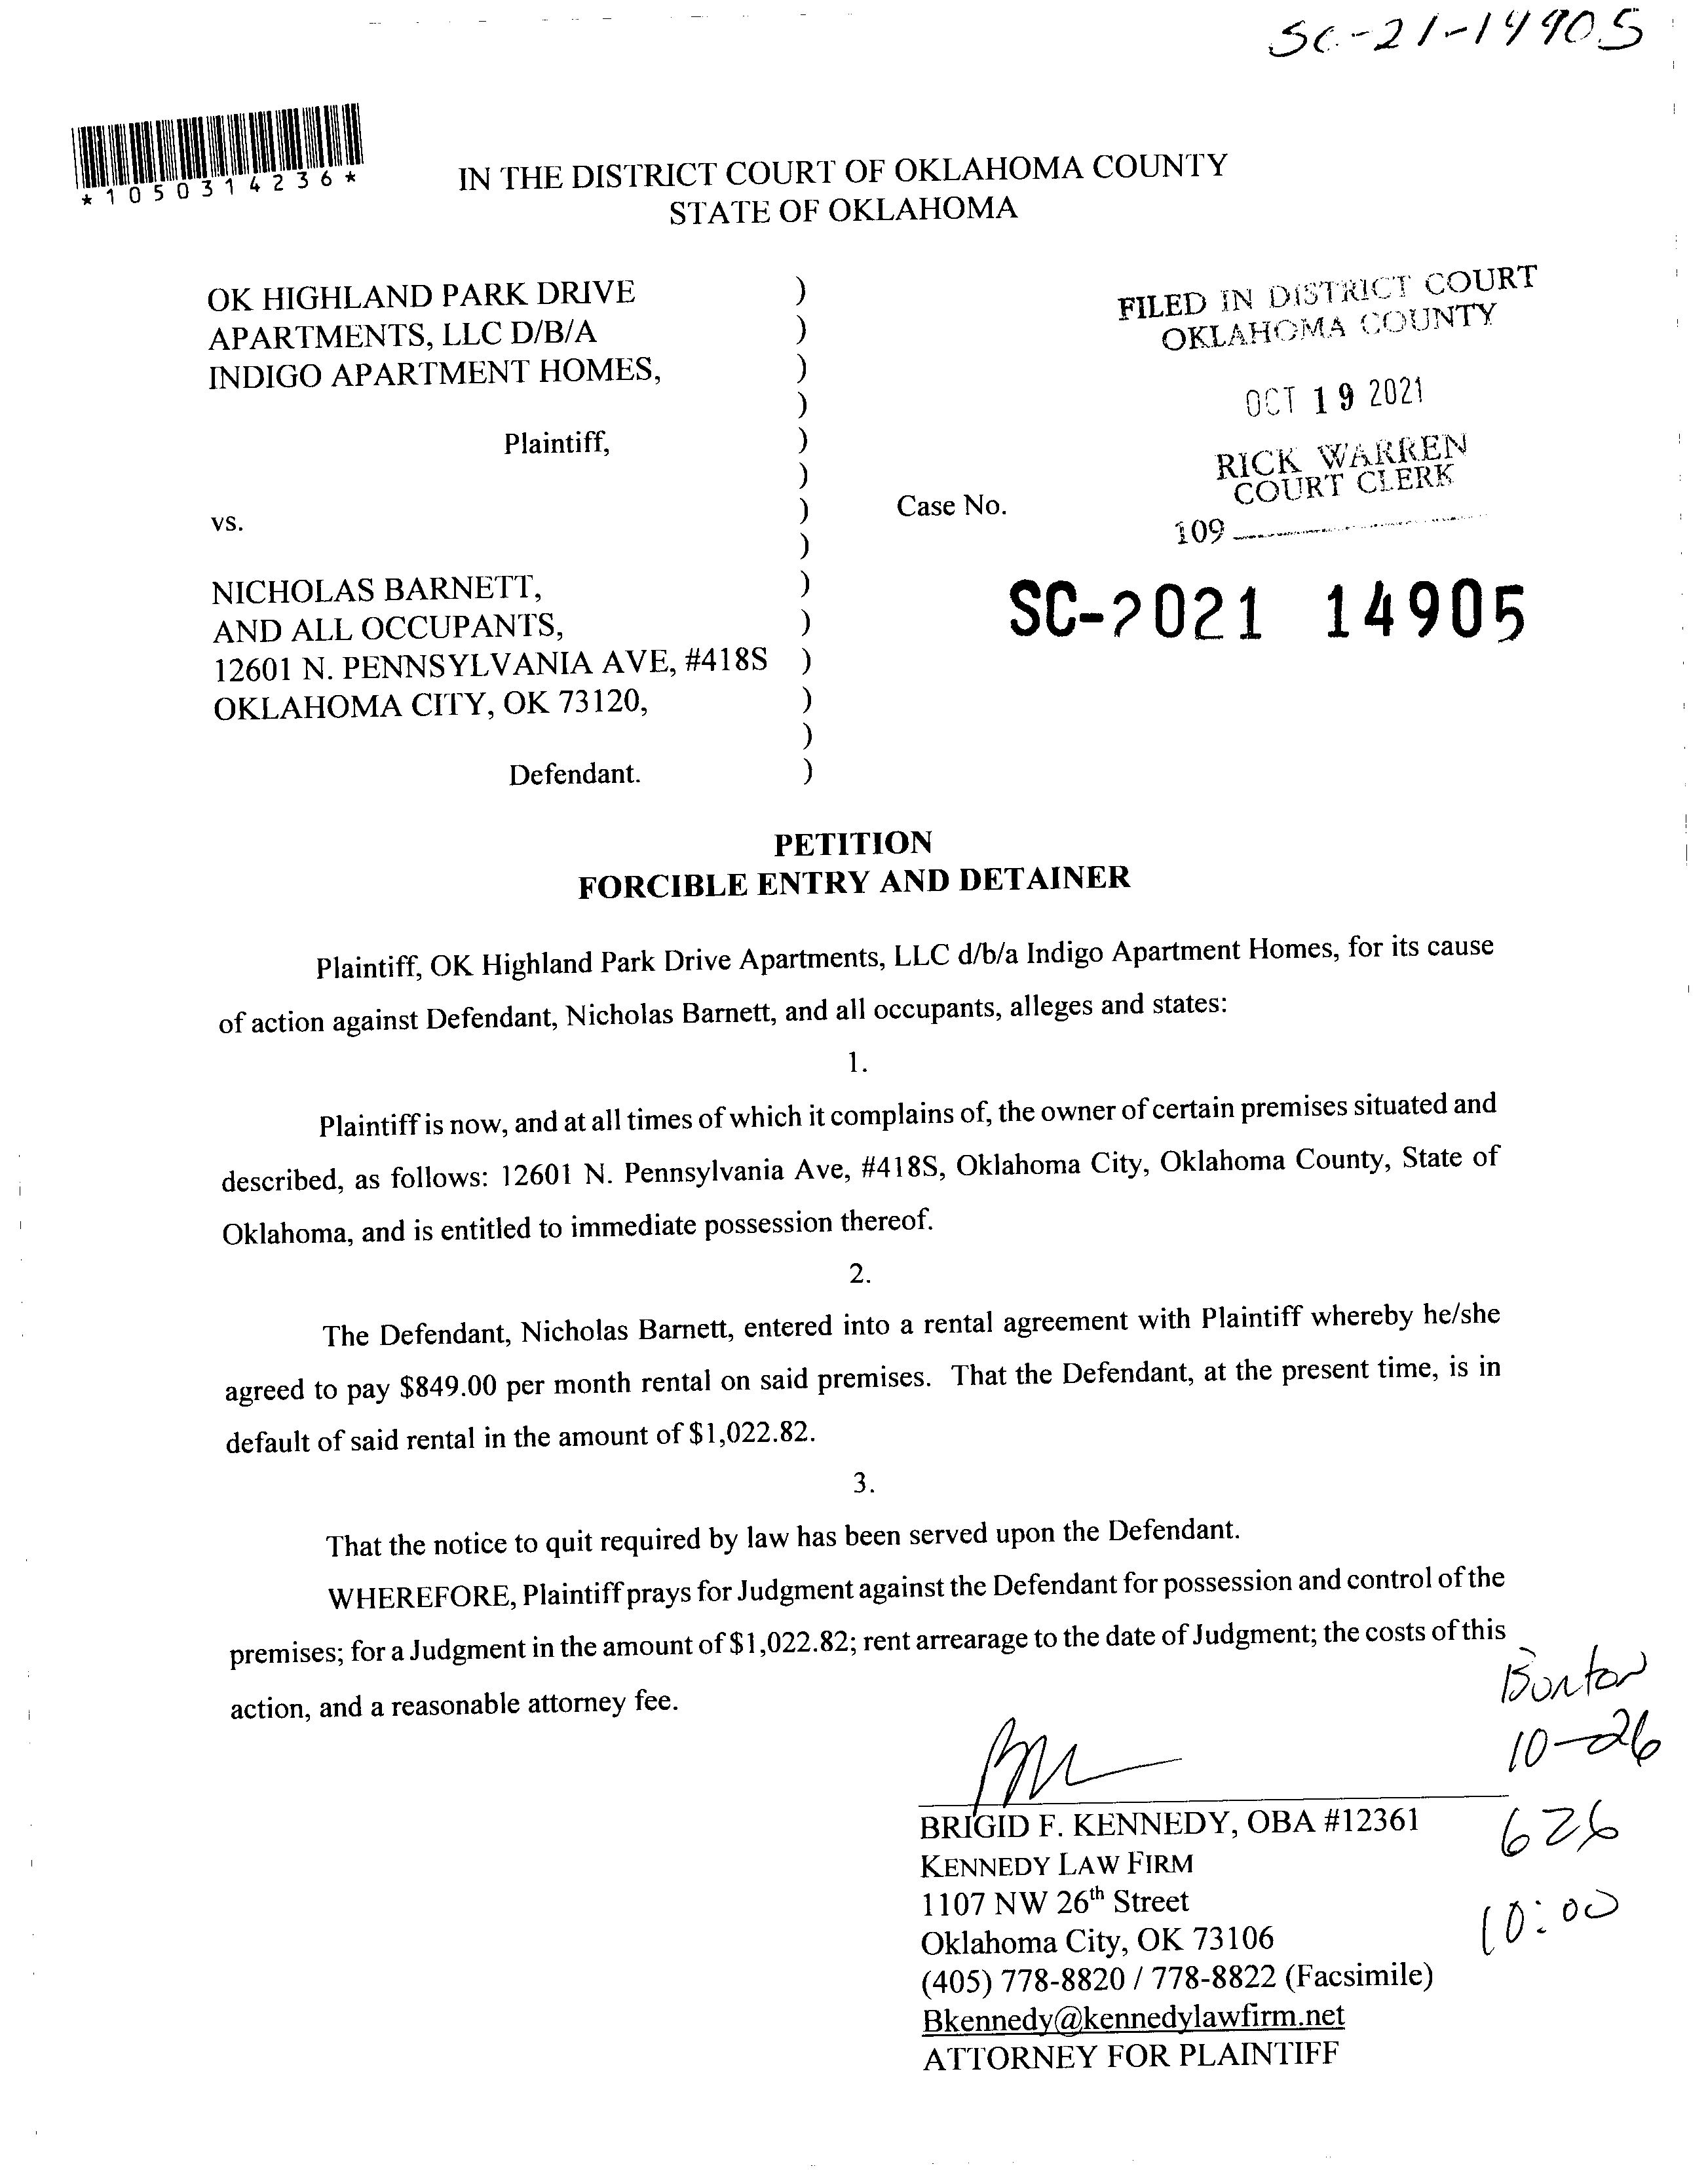 SC-21-14905
*1050314236*
IN THE DISTRICT COURT OF OKLAHOMA COUNTY
STATE OF OKLAHOMA
OK HIGHLAND PARK DRIVE )
APARTMENTS, LLC D/B/A )
INDIGO APARTMENT HOMES, )
)
Plaintiff, )
)
vs. )
)
NICHOLAS BARNETT, )
AND ALL OCCUPANTS, )
12601 N. PENNSYLVANIA AVE, #418S )
OKLAHOMA CITY, OK 73120, )
)
Defendant. )
FILED IN DISTRICT COURT
OKLAHOMA COUNTY
OCT 19 2021
RICK WARREN
COURT CLERK
109
Case No.
SC-2021 14905
PETITION
FORCIBLE ENTRY AND DETAINER
Plaintiff, OK Highland Park Drive Apartments, LLC d/b/a Indigo Apartment Homes, for its cause
of action against Defendant, Nicholas Barnett, and all occupants, alleges and states:
1.
Plaintiff is now, and at all times of which it complains of, the owner of certain premises situated and
described, as follows: 12601 N. Pennsylvania Ave, #418S, Oklahoma City, Oklahoma County, State of
Oklahoma, and is entitled to immediate possession thereof.
2.
The Defendant, Nicholas Barnett, entered into a rental agreement with Plaintiff whereby he/she
agreed to pay $849.00 per month rental on said premises. That the Defendant, at the present time, is in
default of said rental in the amount of $1,022.82.
3.
That the notice to quit required by law has been served upon the Defendant.
WHEREFORE, Plaintiff prays for Judgment against the Defendant for possession and control of the
premises; for a Judgment in the amount of $1,022.82; rent arrearage to the date of Judgment; the costs of this
action, and a reasonable attorney fee.
BRIGID F. KENNEDY, OBA #12361
KENNEDY LAW FIRM
1107 NW 26th Street
Oklahoma City, OK 73106
(405) 778-8820 / 778-8822 (Facsimile)
Bkennedy@kennedylawfirm.net
ATTORNEY FOR PLAINTIFF
10-26
626
10:00